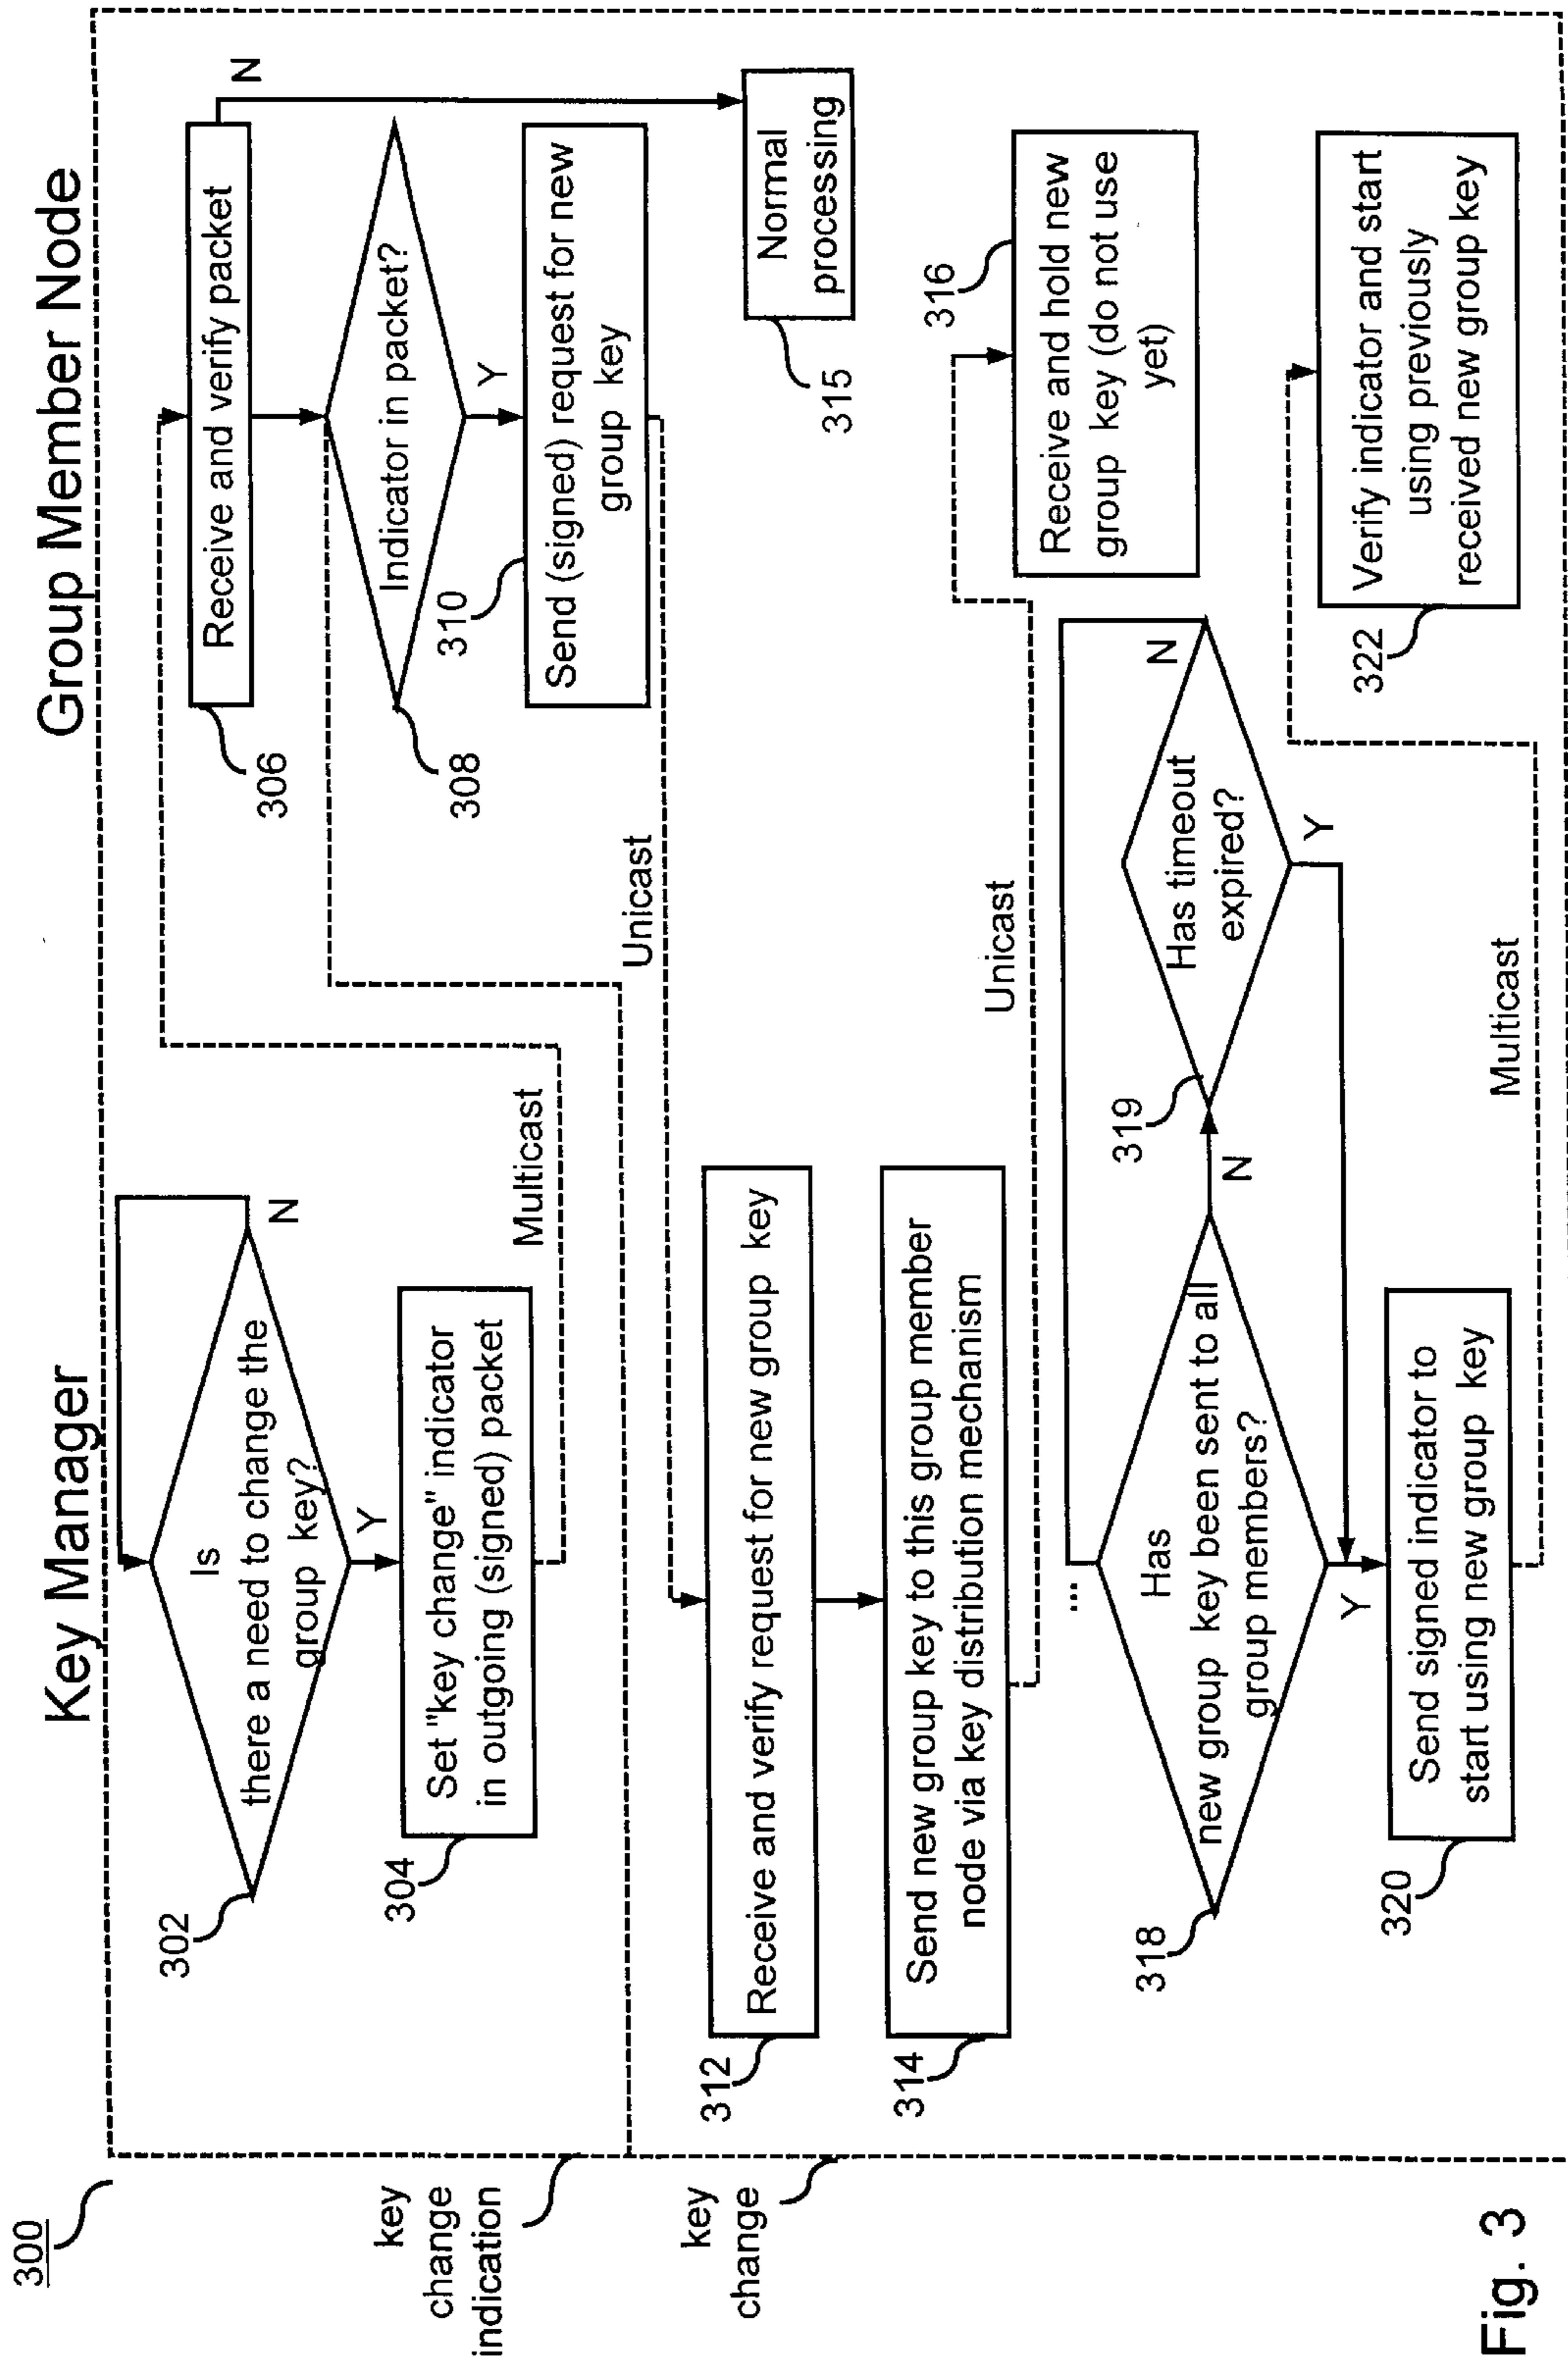 300
Key Manager
Group Member Node
key
change
indication
302
Is
there a need to change the
group key?
N
Y
304
Set "key change" indicator
in outgoing (signed) packet
Multicast
306
Receive and verify packet
N
308
Indicator in packet?
Y
310
Send (signed) request for new
group key
Unicast
Normal
processing
315
key
change
312
Receive and verify request for new group key
314
Send new group key to this group member
node via key distribution mechanism
Unicast
316
Receive and hold new
group key (do not use
yet)
...
318
Has
new group key been sent to all
group members?
N
Y
319
Has timeout
expired?
N
Y
320
Send signed indicator to
start using new group key
Multicast
322
Verify indicator and start
using previously
received new group key
Fig. 3